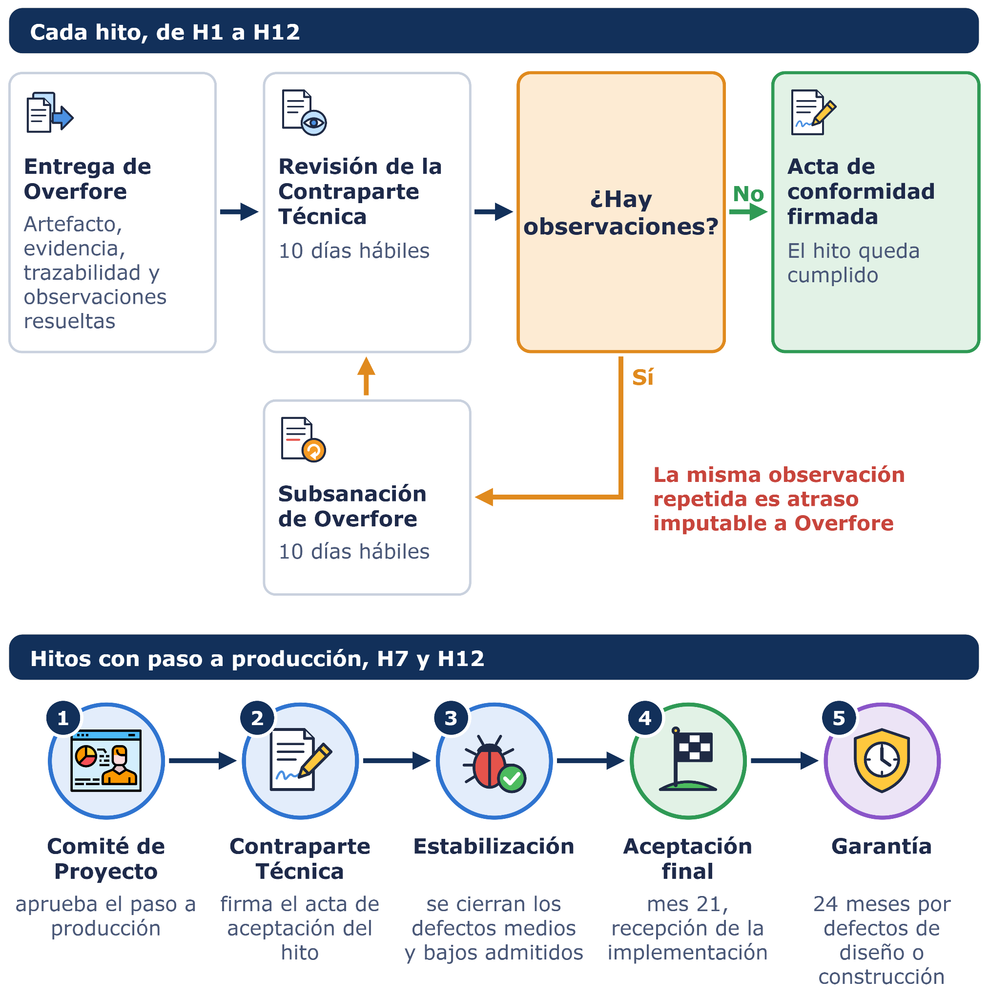 Cada hito, de H1 a H12
Entrega de
Overfore
Artefacto,
evidencia,
trazabilidad y
observaciones
resueltas
Revisión de la
Contraparte
Técnica
10 días hábiles
¿Hay
observaciones?
No
Acta de
conformidad
firmada
El hito queda
cumplido
Sí
Subsanación
de Overfore
10 días hábiles
La misma observación
repetida es atraso
imputable a Overfore
Hitos con paso a producción, H7 y H12
1
Comité de
Proyecto
aprueba el paso a
producción
2
Contraparte
Técnica
firma el acta de
aceptación del
hito
3
Estabilización
se cierran los
defectos medios
y bajos admitidos
4
Aceptación
final
mes 21,
recepción de la
implementación
5
Garantía
24 meses por
defectos de
diseño o
construcción